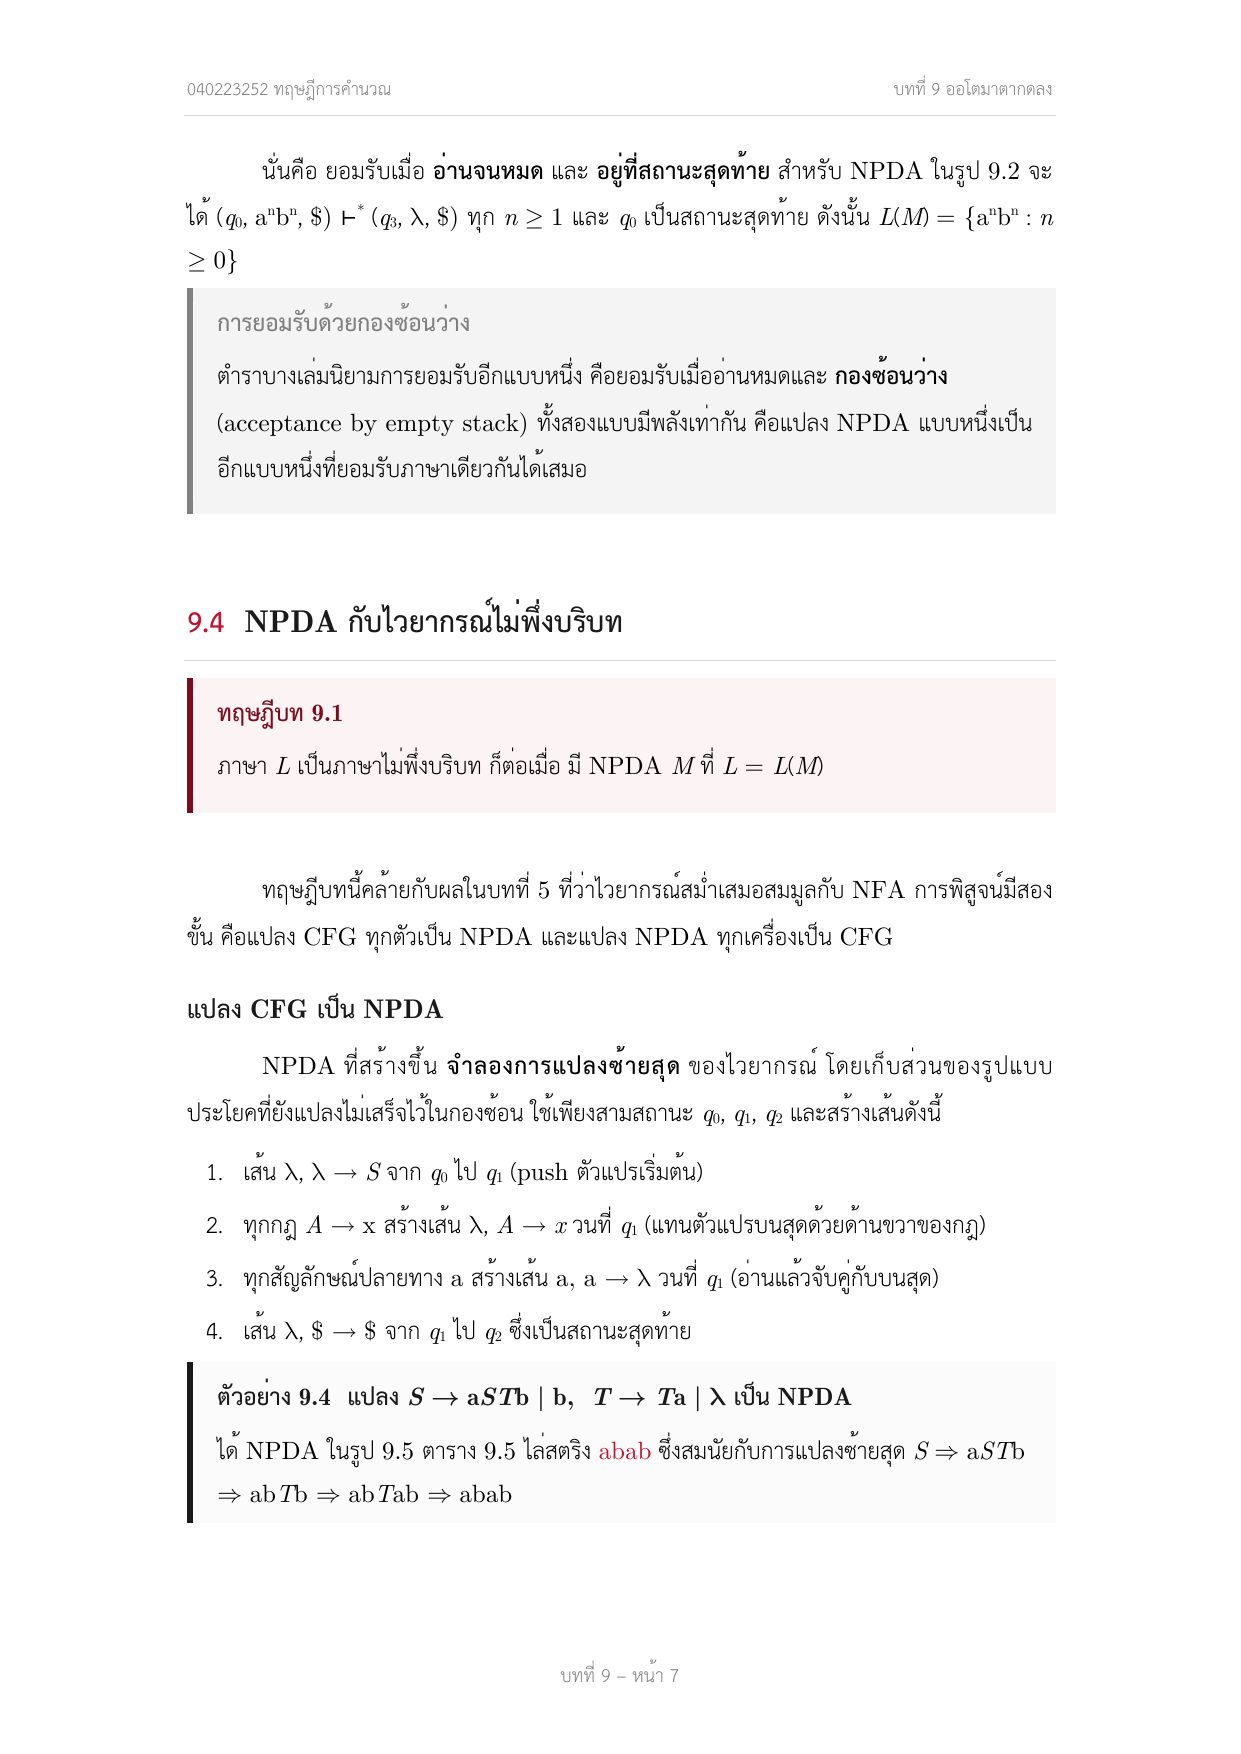 040223252 ทฤษฎีการคำนวณ บทที่ 9 ออโตมาตากดลง
นั่นคือ ยอมรับเมื่อ อ่านจนหมด และ อยู่ที่สถานะสุดท้าย สำหรับ NPDA ในรูป 9.2 จะ
ได้ (q₀, aⁿbⁿ, $) ⊢* (q₃, λ, $) ทุก n ≥ 1 และ q₀ เป็นสถานะสุดท้าย ดังนั้น L(M) = {aⁿbⁿ : n
≥ 0}
การยอมรับด้วยกองซ้อนว่าง
ตำราบางเล่มนิยามการยอมรับอีกแบบหนึ่ง คือยอมรับเมื่ออ่านหมดและ กองซ้อนว่าง
(acceptance by empty stack) ทั้งสองแบบมีพลังเท่ากัน คือแปลง NPDA แบบหนึ่งเป็น
อีกแบบหนึ่งที่ยอมรับภาษาเดียวกันได้เสมอ
9.4 NPDA กับไวยากรณ์ไม่พึ่งบริบท
ทฤษฎีบท 9.1
ภาษา L เป็นภาษาไม่พึ่งบริบท ก็ต่อเมื่อ มี NPDA M ที่ L = L(M)
ทฤษฎีบทนี้คล้ายกับผลในบทที่ 5 ที่ว่าไวยากรณ์สม่ำเสมอสมมูลกับ NFA การพิสูจน์มีสอง
ขั้น คือแปลง CFG ทุกตัวเป็น NPDA และแปลง NPDA ทุกเครื่องเป็น CFG
แปลง CFG เป็น NPDA
NPDA ที่สร้างขึ้น จำลองการแปลงซ้ายสุด ของไวยากรณ์ โดยเก็บส่วนของรูปแบบ
ประโยคที่ยังแปลงไม่เสร็จไว้ในกองซ้อน ใช้เพียงสามสถานะ q₀, q₁, q₂ และสร้างเส้นดังนี้
1. เส้น λ, λ → S จาก q₀ ไป q₁ (push ตัวแปรเริ่มต้น)
2. ทุกกฎ A → x สร้างเส้น λ, A → x วนที่ q₁ (แทนตัวแปรบนสุดด้วยด้านขวาของกฎ)
3. ทุกสัญลักษณ์ปลายทาง a สร้างเส้น a, a → λ วนที่ q₁ (อ่านแล้วจับคู่กับบนสุด)
4. เส้น λ, $ → $ จาก q₁ ไป q₂ ซึ่งเป็นสถานะสุดท้าย
ตัวอย่าง 9.4 แปลง S → aSTb | b, T → Ta | λ เป็น NPDA
ได้ NPDA ในรูป 9.5 ตาราง 9.5 ไล่สตริง abab ซึ่งสมนัยกับการแปลงซ้ายสุด S ⇒ aSTb
⇒ abTb ⇒ abTab ⇒ abab
บทที่ 9 – หน้า 7